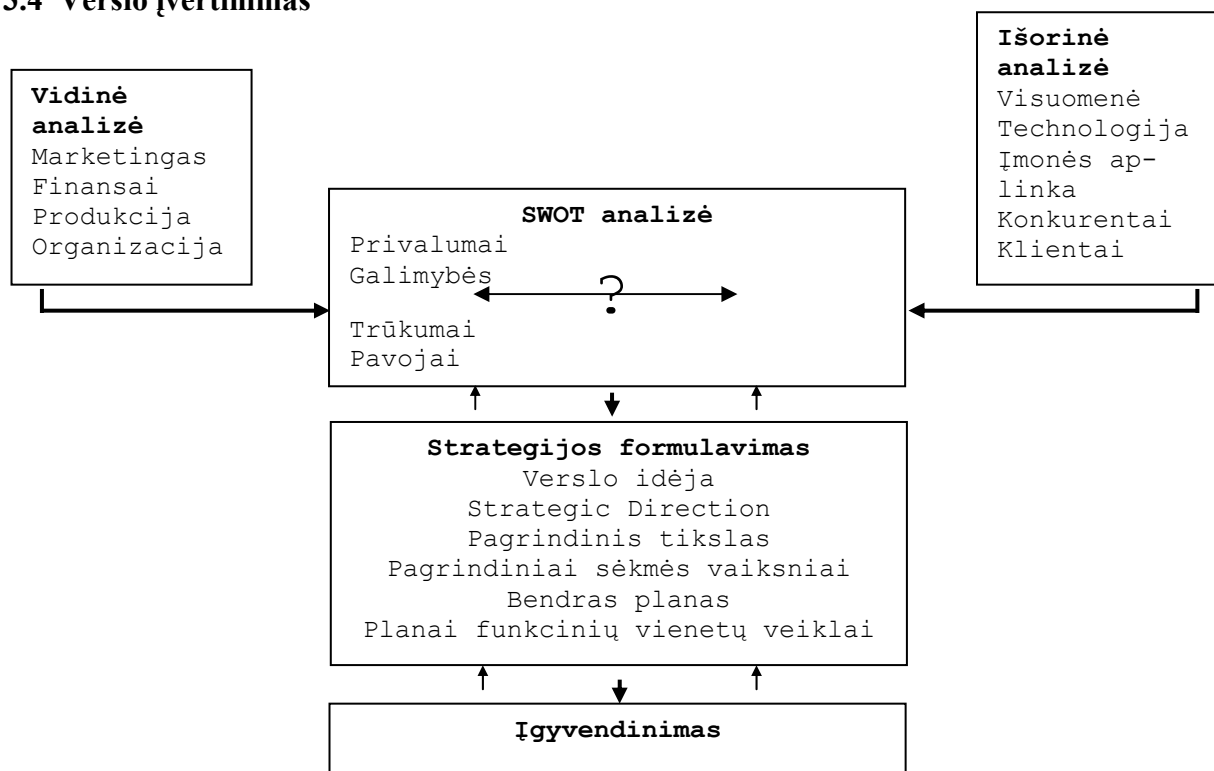 3.4 Verslo įvertinimas
Vidinė
analizė
Marketingas
Finansai
Produkcija
Organizacija
Išorinė
analizė
Visuomenė
Technologija
Įmonės ap-
linka
Konkurentai
Klientai
SWOT analizė
Privalumai
Galimybės
?
Trūkumai
Pavojai
Strategijos formulavimas
Verslo idėja
Strategic Direction
Pagrindinis tikslas
Pagrindiniai sėkmės vaiksniai
Bendras planas
Planai funkcinių vienetų veiklai
Įgyvendinimas